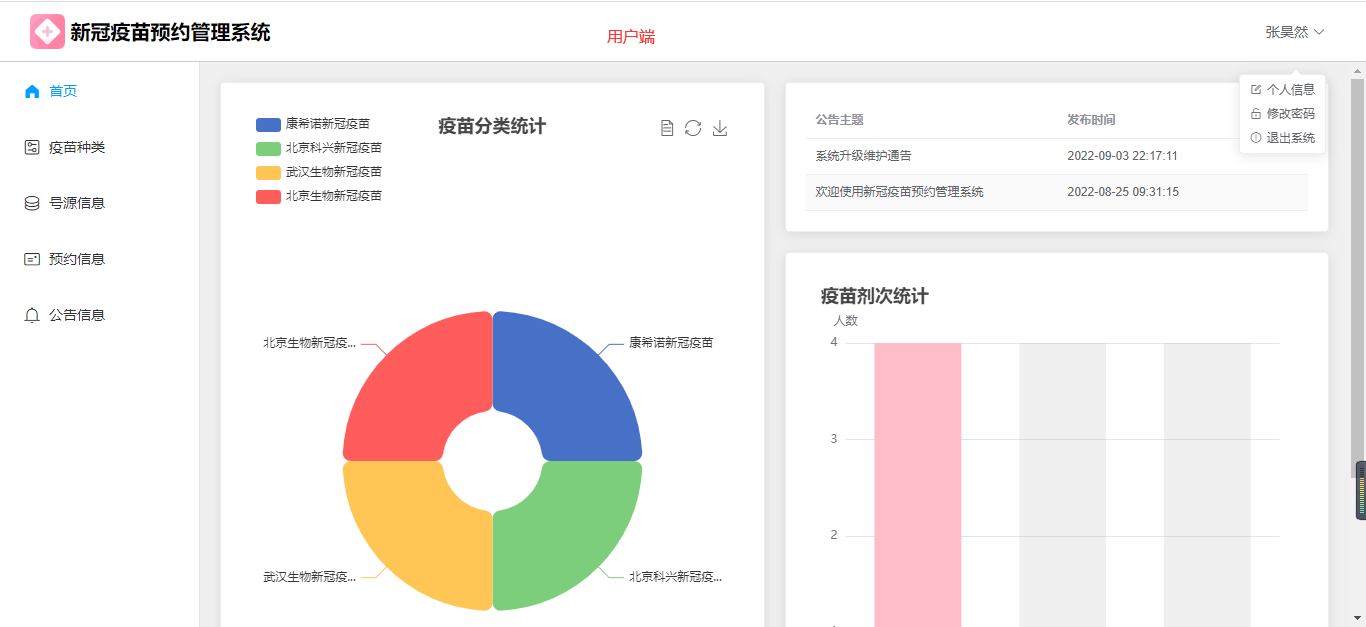 新冠疫苗预约管理系统
用户端
张昊然
首页
疫苗种类
号源信息
预约信息
公告信息
个人信息
修改密码
退出系统
疫苗分类统计
康希诺新冠疫苗
北京科兴新冠疫苗
武汉生物新冠疫苗
北京生物新冠疫苗
北京生物新冠疫...
康希诺新冠疫苗
武汉生物新冠疫...
北京科兴新冠疫...
公告主题 发布时间
系统升级维护通告 2022-09-03 22:17:11
欢迎使用新冠疫苗预约管理系统 2022-08-25 09:31:15
疫苗剂次统计
人数
4
3
2